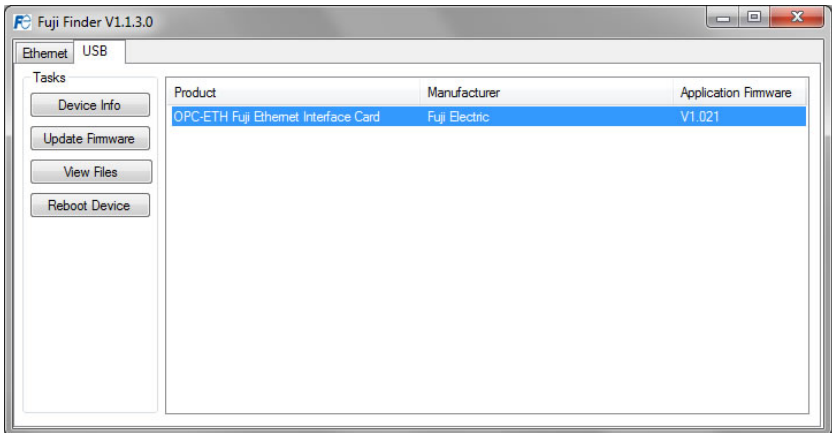 Fuji Finder V1.1.3.0
Ethernet USB
Tasks
Device Info
Update Firmware
View Files
Reboot Device
Product Manufacturer Application Firmware
OPC-ETH Fuji Ethernet Interface Card Fuji Electric V1.021